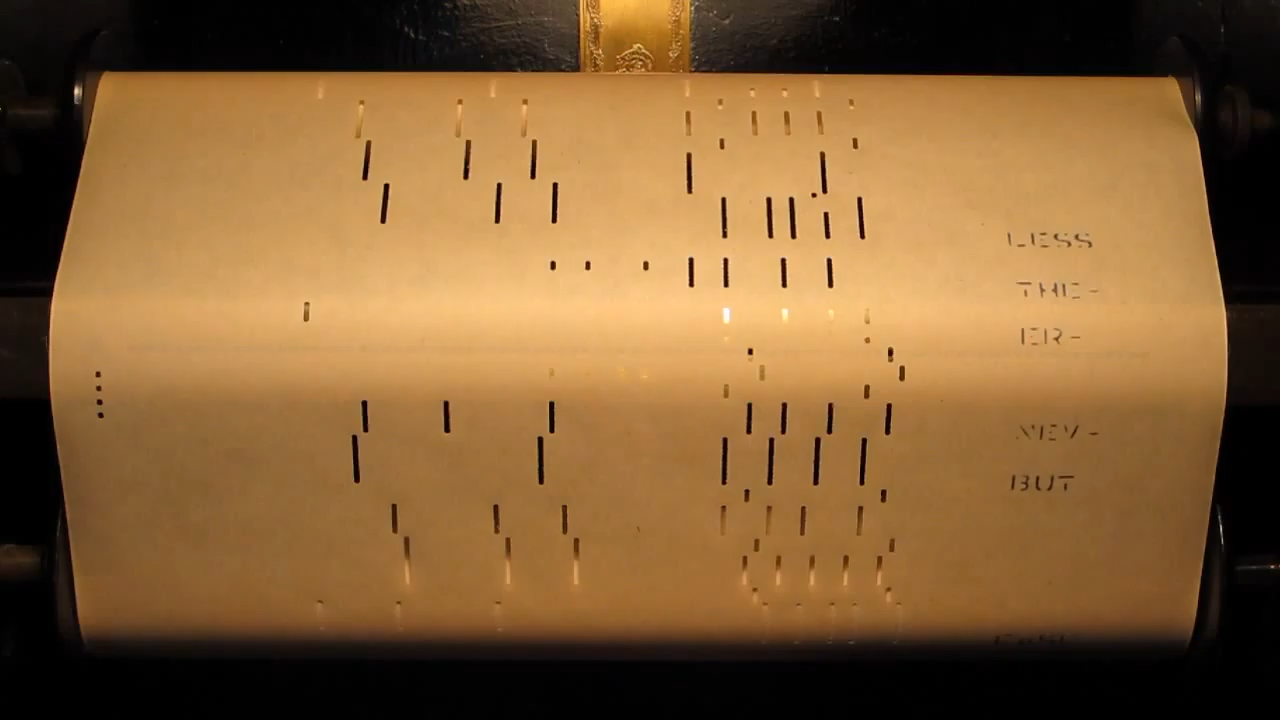 LESS
THE-
ER-
NEV-
BUT